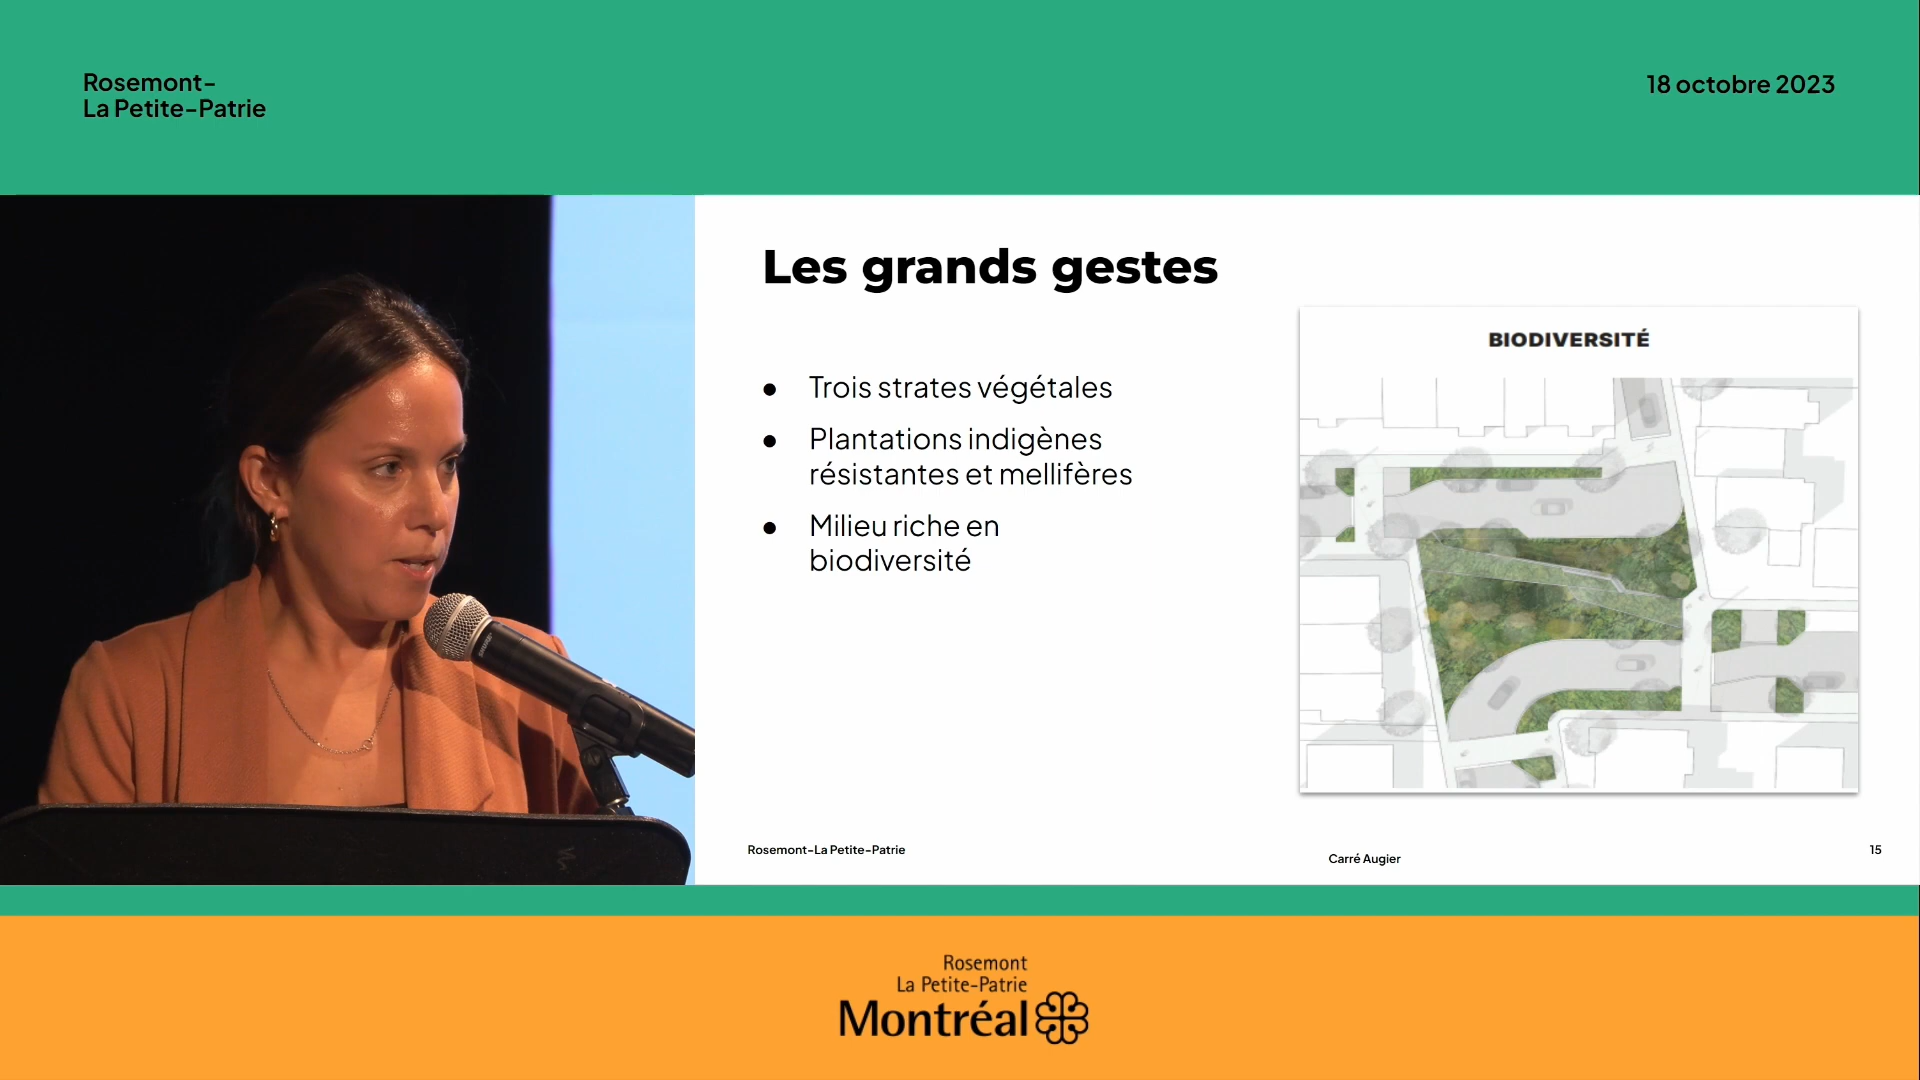 Rosemont-
La Petite-Patrie
18 octobre 2023
Les grands gestes
● Trois strates végétales
● Plantations indigènes
résistantes et mellifères
● Milieu riche en
biodiversité
BIODIVERSITÉ
Rosemont-La Petite-Patrie
Carré Augier
15
Rosemont
La Petite-Patrie
Montréal